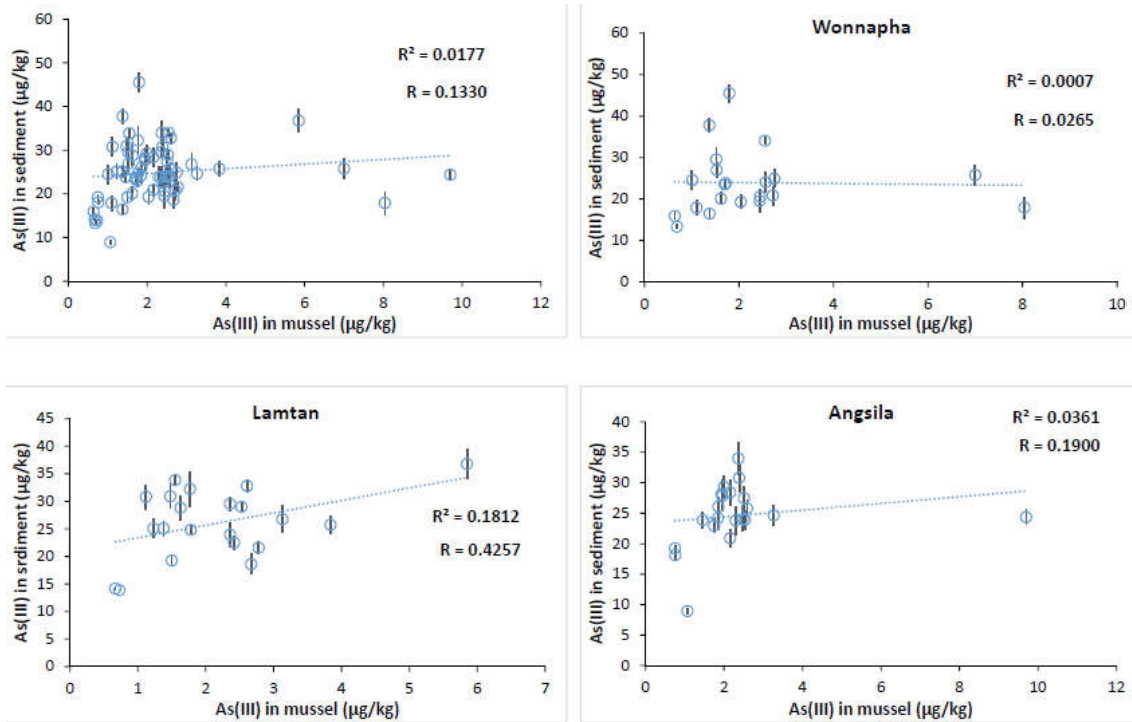 60
50
40
30
20
10
0
As(III) in sediment (µg/kg)
R² = 0.0177
R = 0.1330
0 2 4 6 8 10 12
As(III) in mussel (µg/kg)
Wonnapha
60
50
40
30
20
10
0
As(III) in sediment (µg/kg)
R² = 0.0007
R = 0.0265
0 2 4 6 8 10
As(III) in mussel (µg/kg)
Lamtan
45
40
35
30
25
20
15
10
5
0
As(III) in srdiment (µg/kg)
R² = 0.1812
R = 0.4257
0 1 2 3 4 5 6 7
As(III) in mussel (µg/kg)
Angsila
40
35
30
25
20
15
10
5
0
As(III) in sediment (µg/kg)
R² = 0.0361
R = 0.1900
0 2 4 6 8 10 12
As(III) in mussel (µg/kg)